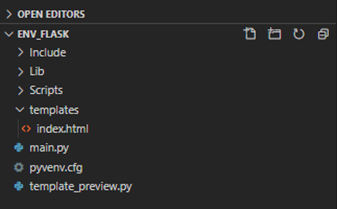 OPEN EDITORS
ENV_FLASK
Include
Lib
Scripts
templates
index.html
main.py
pyvenv.cfg
template_preview.py